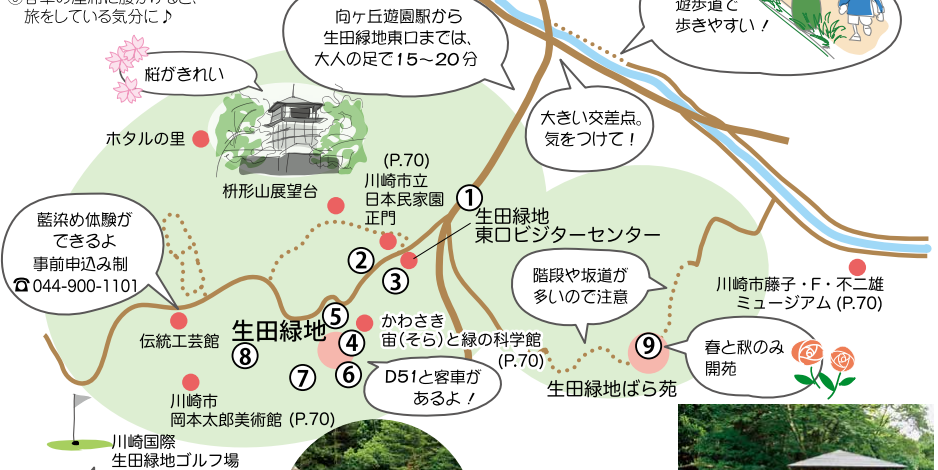 旅をしている気分に♪
向ヶ丘遊園駅から
生田緑地東口までは、
大人の足で15～20分
遊歩道で
歩きやすい！
桜がきれい
大きい交差点。
気をつけて！
ホタルの里
枡形山展望台
(P.70)
川崎市立
日本民家園
正門
①
生田緑地
東口ビジターセンター
藍染め体験が
できるよ
事前申込み制
☎044-900-1101
②
③
階段や坂道が
多いので注意
川崎市藤子・F・不二雄
ミュージアム (P.70)
伝統工芸館
生田緑地
⑤
④
⑧
⑦
⑥
かわさき
宙(そら)と緑の科学館
(P.70)
⑨
春と秋のみ
開苑
D51と客車が
あるよ！
生田緑地ばら苑
川崎市
岡本太郎美術館 (P.70)
川崎国際
生田緑地ゴルフ場